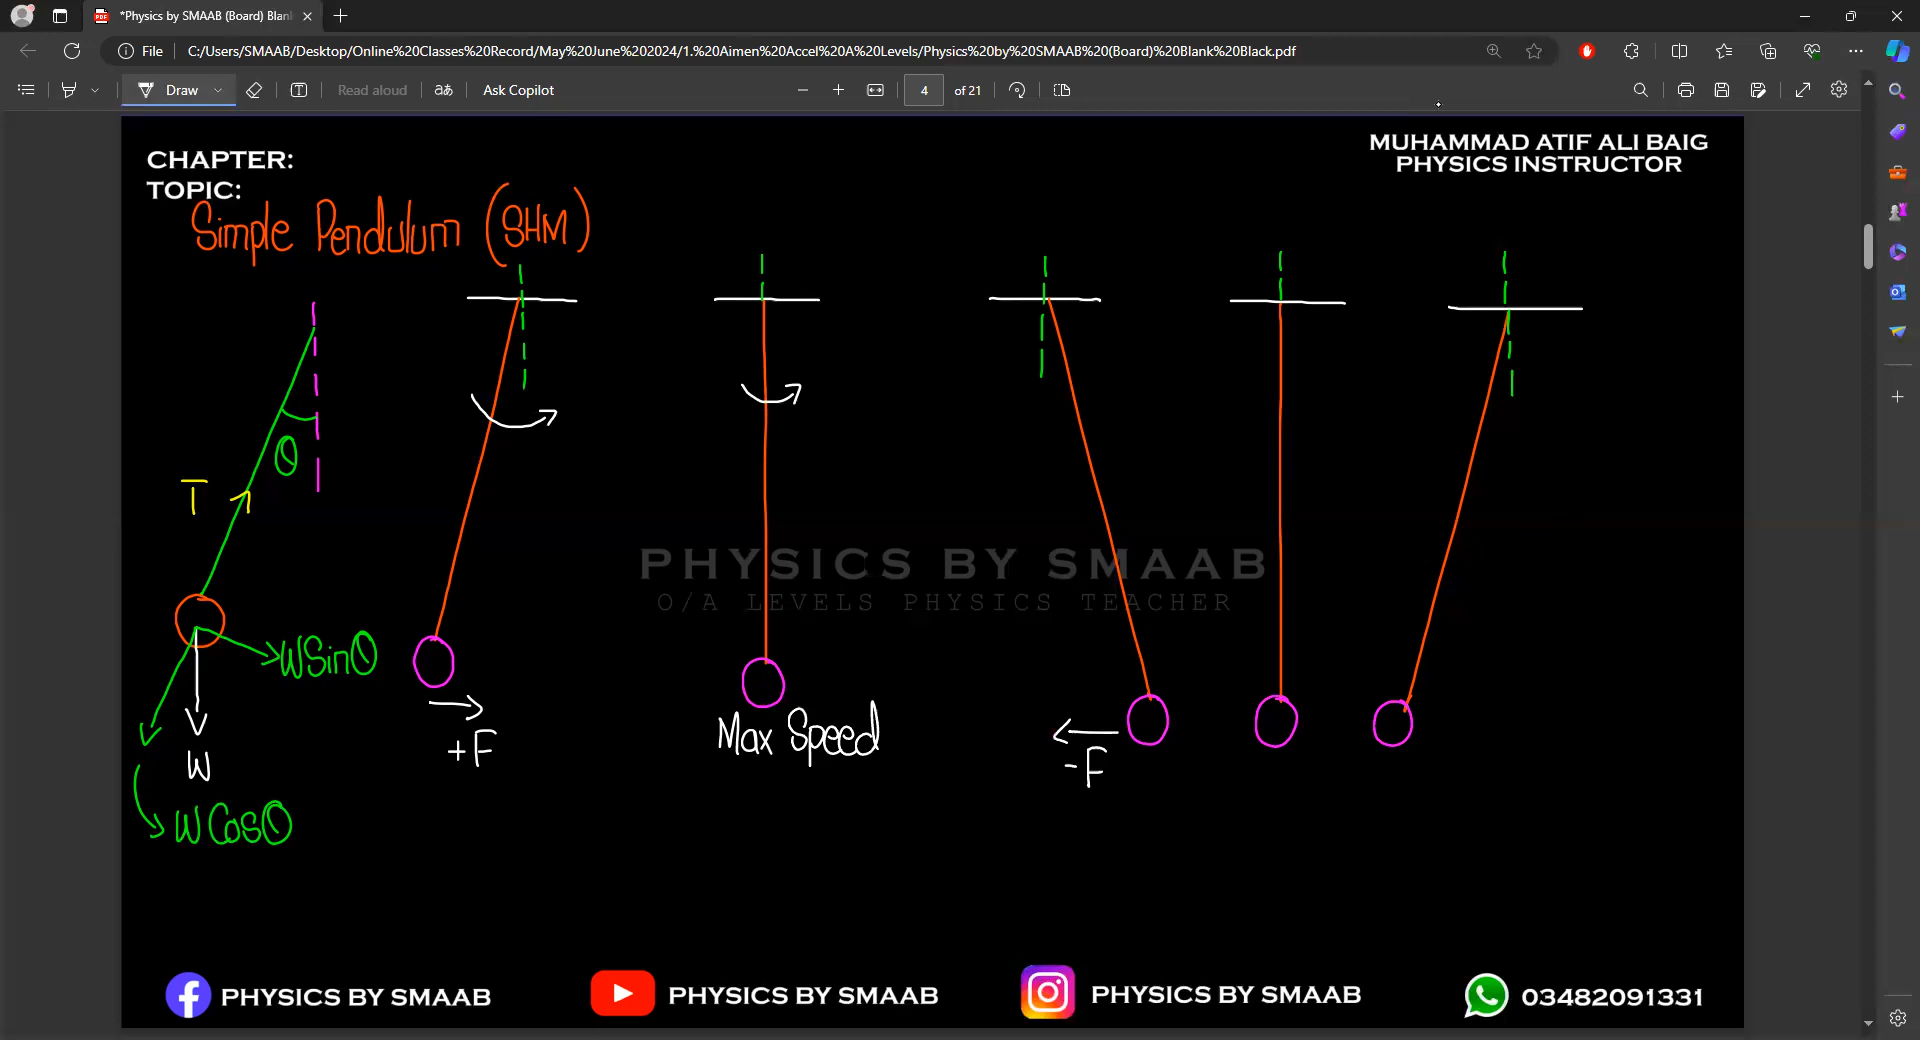 *Physics by SMAAB (Board) Blan
File
C:/Users/SMAAB/Desktop/Online%20Classes%20Record/May%20June%202024/1.%20Aimen%20Accel%20A%20Levels/Physics%20by%20SMAAB%20(Board)%20Blank%20Black.pdf
Draw
Read aloud
aあ
Ask Copilot
4 of 21
CHAPTER:
TOPIC:
MUHAMMAD ATIF ALI BAIG
PHYSICS INSTRUCTOR
Simple Pendulum (SHM)
θ
T
WSinθ
W
WCosθ
+F
Max Speed
-F
PHYSICS BY SMAAB
O/A LEVELS PHYSICS TEACHER
PHYSICS BY SMAAB
PHYSICS BY SMAAB
PHYSICS BY SMAAB
03482091331